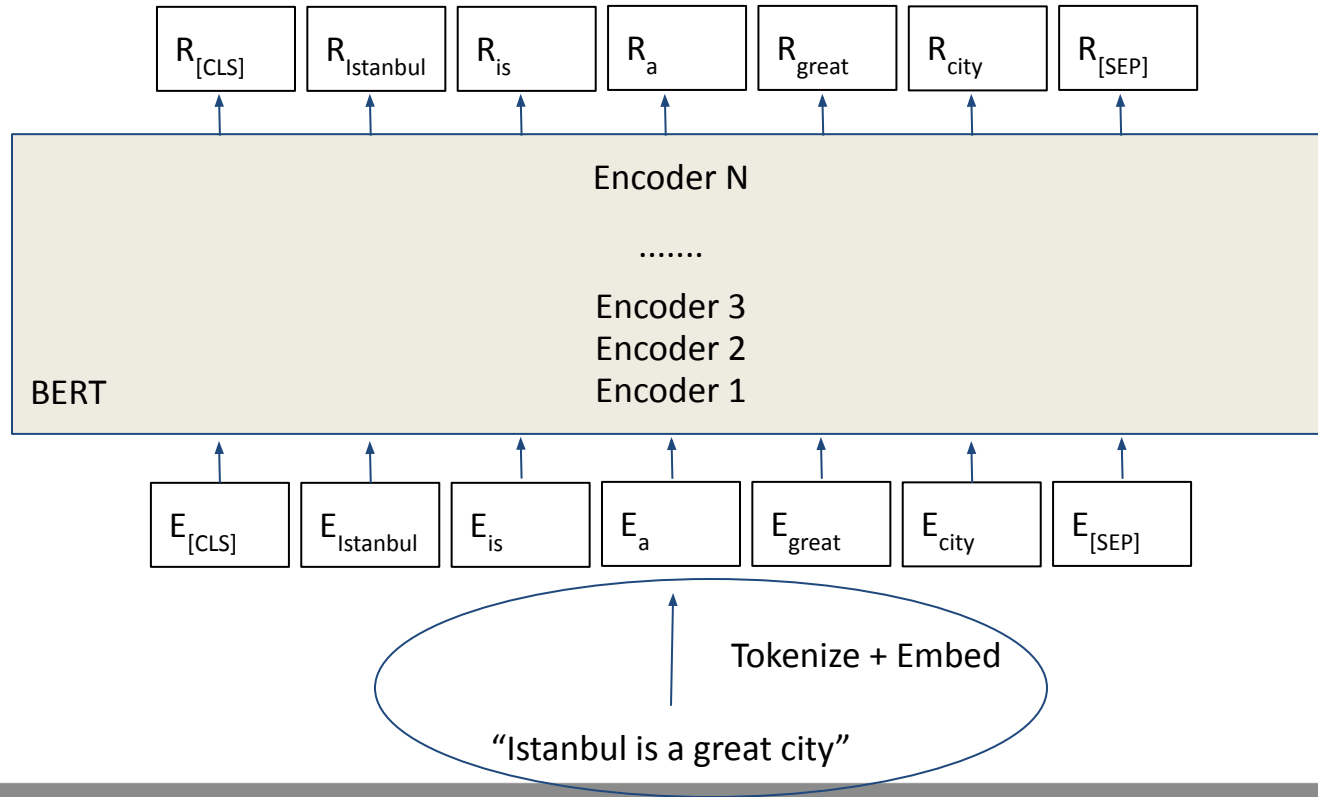 R[CLS] RIstanbul Ris Ra Rgreat Rcity R[SEP]
Encoder N
.......
Encoder 3
Encoder 2
BERT Encoder 1
E[CLS] EIstanbul Eis Ea Egreat Ecity E[SEP]
Tokenize + Embed
“Istanbul is a great city”